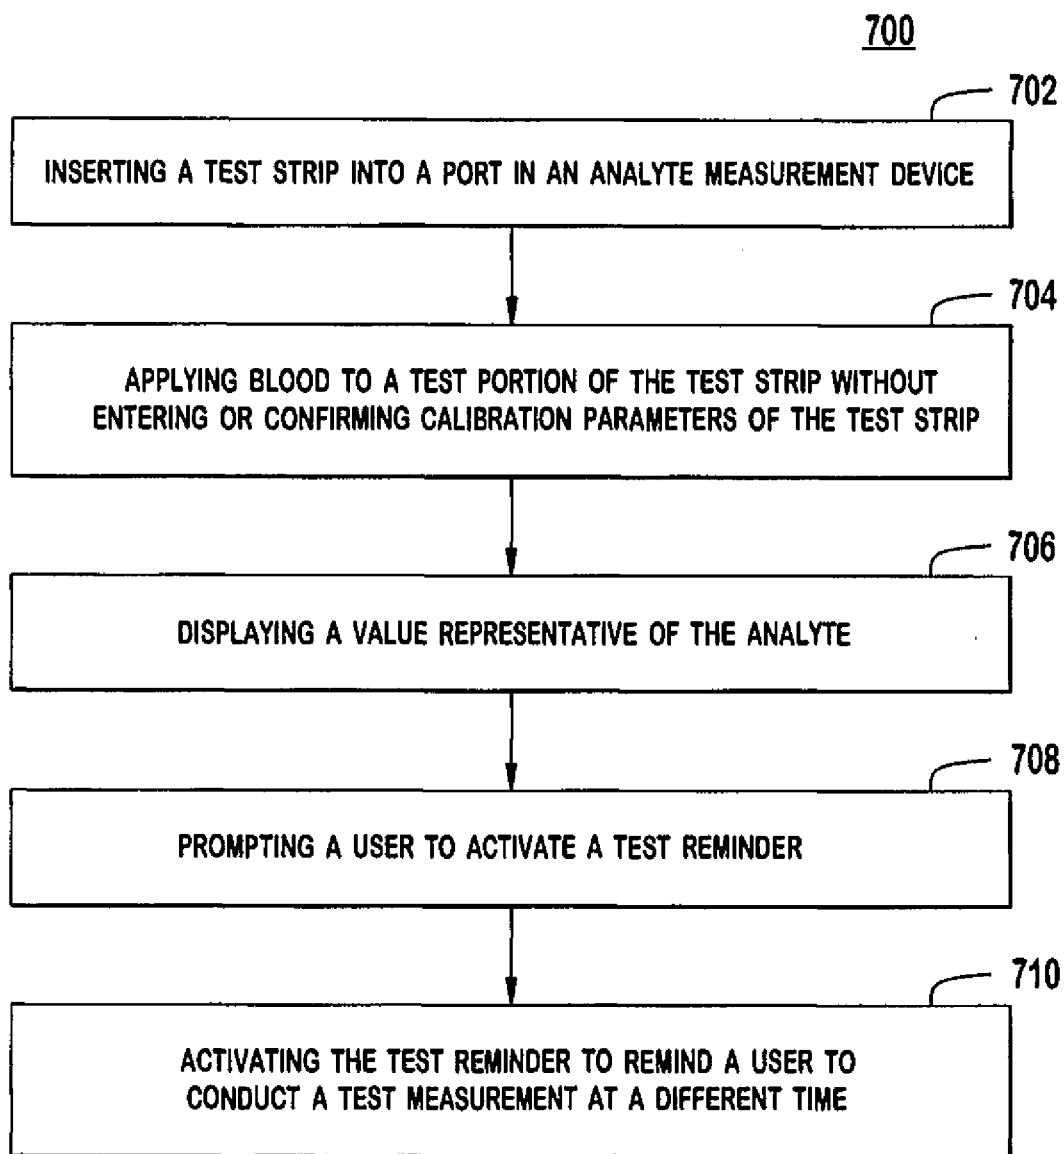 700
702
INSERTING A TEST STRIP INTO A PORT IN AN ANALYTE MEASUREMENT DEVICE
704
APPLYING BLOOD TO A TEST PORTION OF THE TEST STRIP WITHOUT
ENTERING OR CONFIRMING CALIBRATION PARAMETERS OF THE TEST STRIP
706
DISPLAYING A VALUE REPRESENTATIVE OF THE ANALYTE
708
PROMPTING A USER TO ACTIVATE A TEST REMINDER
710
ACTIVATING THE TEST REMINDER TO REMIND A USER TO
CONDUCT A TEST MEASUREMENT AT A DIFFERENT TIME